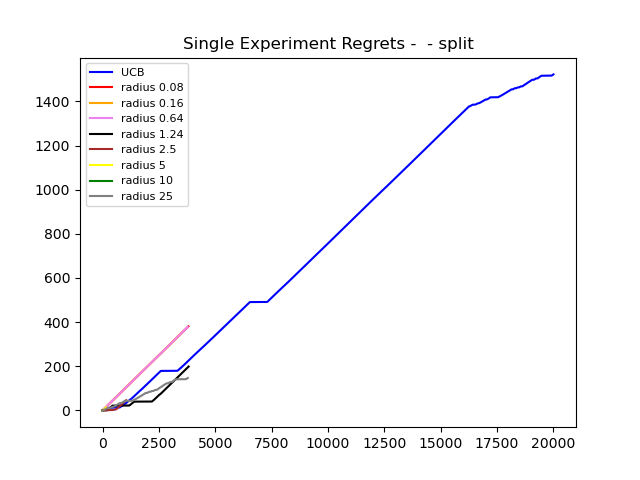 Single Experiment Regrets -  - split
UCB
radius 0.08
radius 0.16
radius 0.64
radius 1.24
radius 2.5
radius 5
radius 10
radius 25
1400
1200
1000
800
600
400
200
0
0 2500 5000 7500 10000 12500 15000 17500 20000